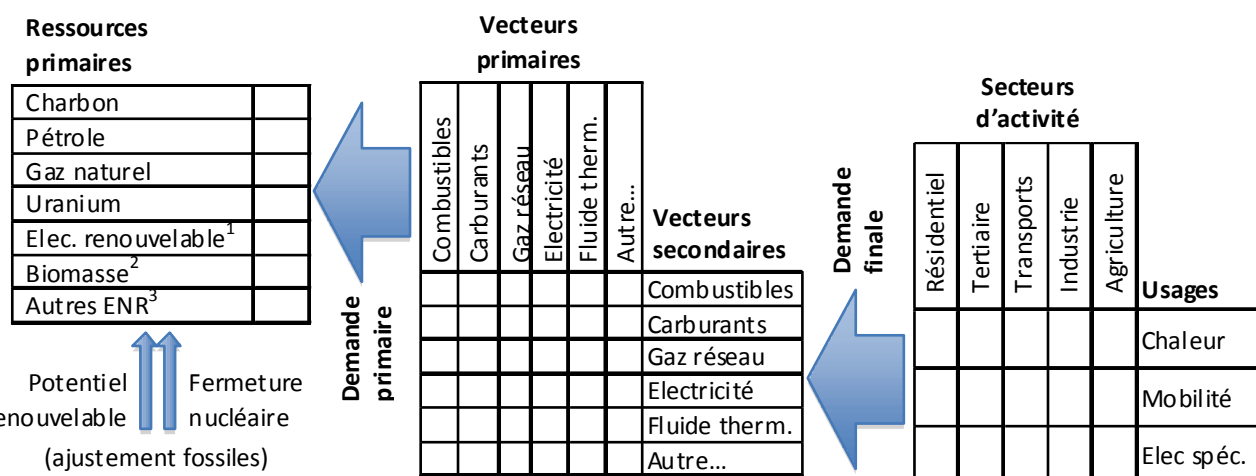 Ressources
primaires
Charbon
Pétrole
Gaz naturel
Uranium
Elec. renouvelable1
Biomasse2
Autres ENR3
Potentiel
enouvelable
Fermeture
nucléaire
(ajustement fossiles)
Demande
primaire
Vecteurs
primaires
Combustibles
Carburants
Gaz réseau
Electricité
Fluide therm.
Autre...
Vecteurs
secondaires
Combustibles
Carburants
Gaz réseau
Electricité
Fluide therm.
Autre...
Demande
finale
Secteurs
d'activité
Résidentiel
Tertiaire
Transports
Industrie
Agriculture
Usages
Chaleur
Mobilité
Elec spéc.